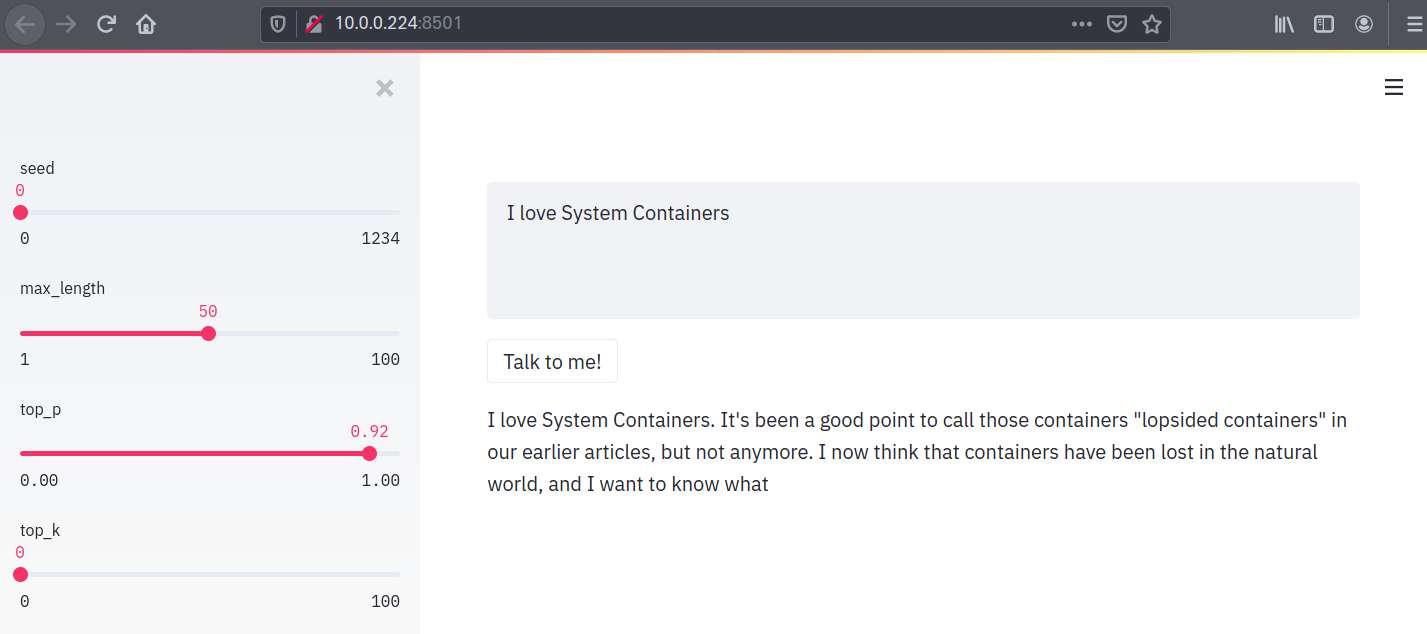 10.0.0.224:8501
seed
0
0 1234
max_length
50
1 100
top_p
0.92
0.00 1.00
top_k
0
0 100
I love System Containers
Talk to me!
I love System Containers. It's been a good point to call those containers "lopsided containers" in
our earlier articles, but not anymore. I now think that containers have been lost in the natural
world, and I want to know what